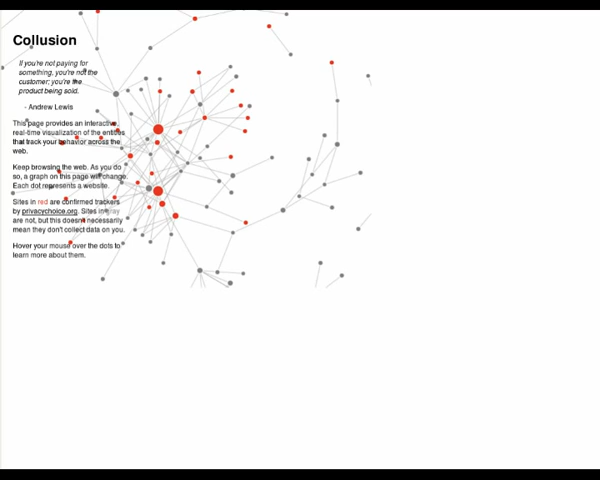 Collusion
If you're not paying for
something, you're not the
customer; you're the
product being sold.
- Andrew Lewis
This page provides an interactive,
real-time visualization of the entities
that track your behavior across the
web.
Keep browsing the web. As you do
so, a graph on this page will change.
Each dot represents a website.
Sites in red are confirmed trackers
by privacychoice.org. Sites in gray
are not, but this doesn't necessarily
mean they don't collect data on you.
Hover your mouse over the dots to
learn more about them.